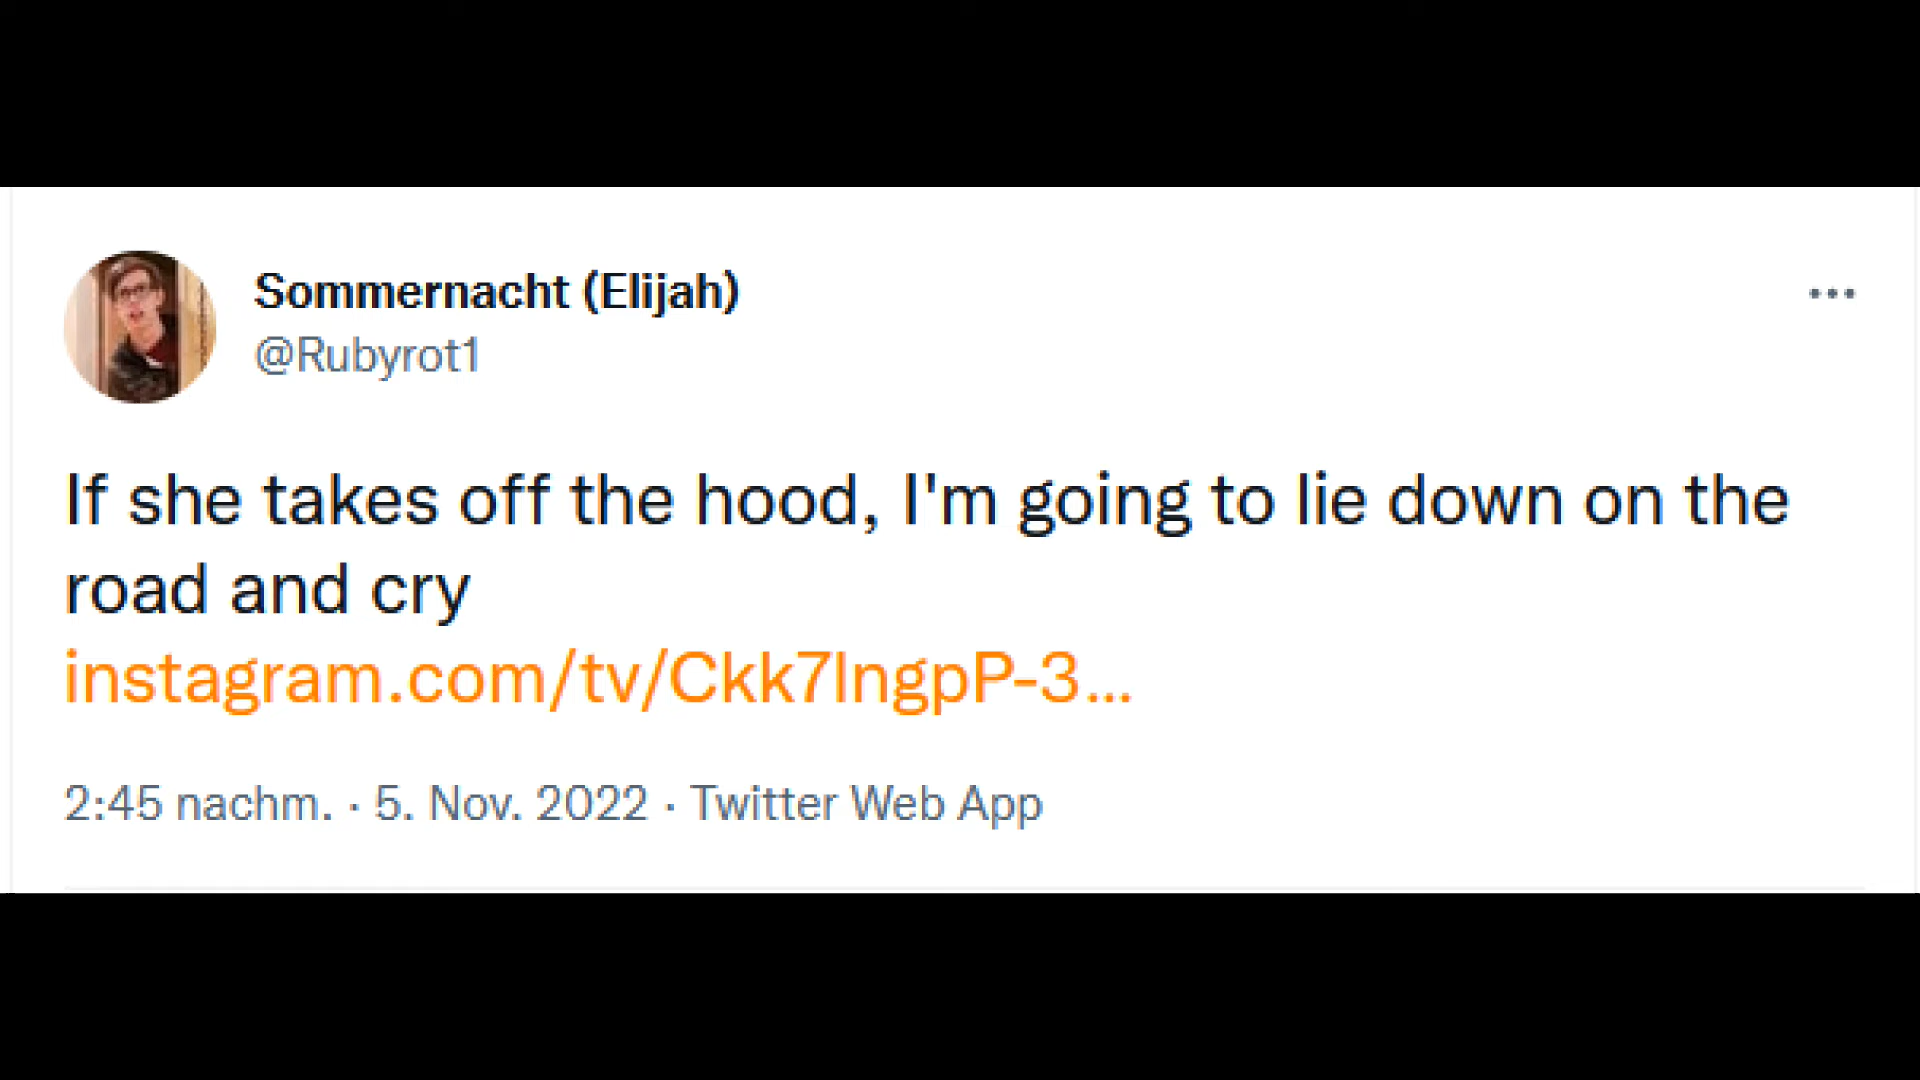 Sommernacht (Elijah)
@Rubyrot1
If she takes off the hood, I'm going to lie down on the
road and cry
instagram.com/tv/Ckk7lngpP-3…
2:45 nachm. · 5. Nov. 2022 · Twitter Web App